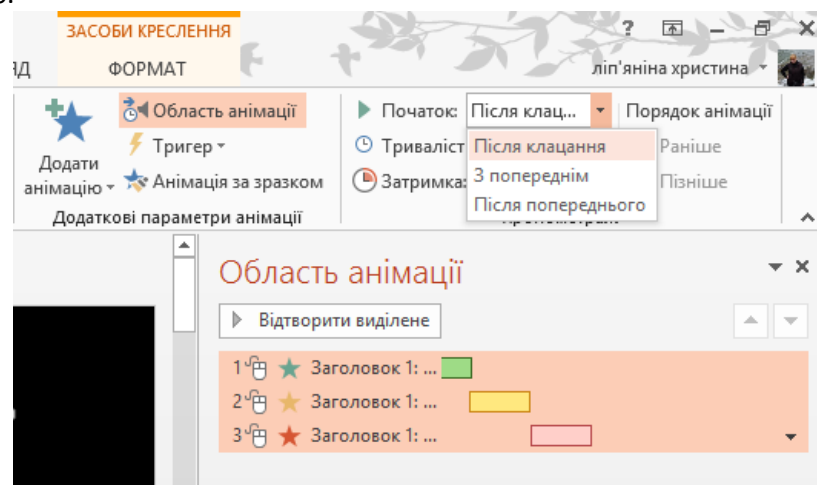 ЗАСОБИ КРЕСЛЕННЯ
?
ЯД ФОРМАТ ліп'яніна христина
Область анімації
Тригер
Анімація за зразком
Додати анімацію
Додаткові параметри анімації
Початок: Після клац...
Триваліст
Затримка:
Після клацання
З попереднім
Після попереднього
Порядок анімації
Раніше
Пізніше
Область анімації
Відтворити виділене
1 Заголовок 1: ...
2 Заголовок 1: ...
3 Заголовок 1: ...